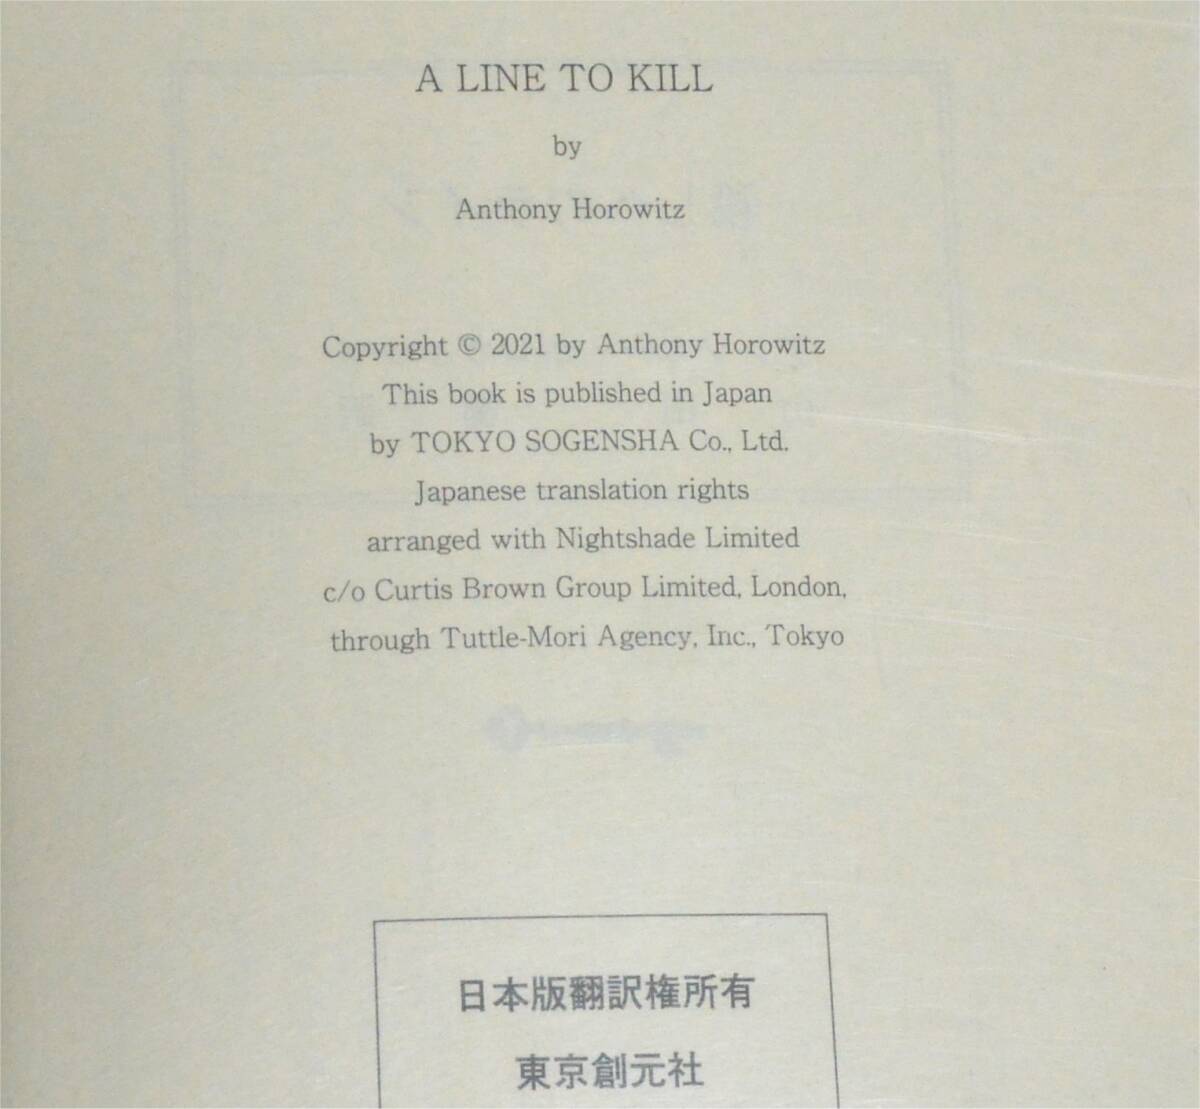 A LINE TO KILL
by
Anthony Horowitz
Copyright © 2021 by Anthony Horowitz
This book is published in Japan
by TOKYO SOGENSHA Co., Ltd.
Japanese translation rights
arranged with Nightshade Limited
c/o Curtis Brown Group Limited, London,
through Tuttle-Mori Agency, Inc., Tokyo
日本版翻訳権所有
東京創元社